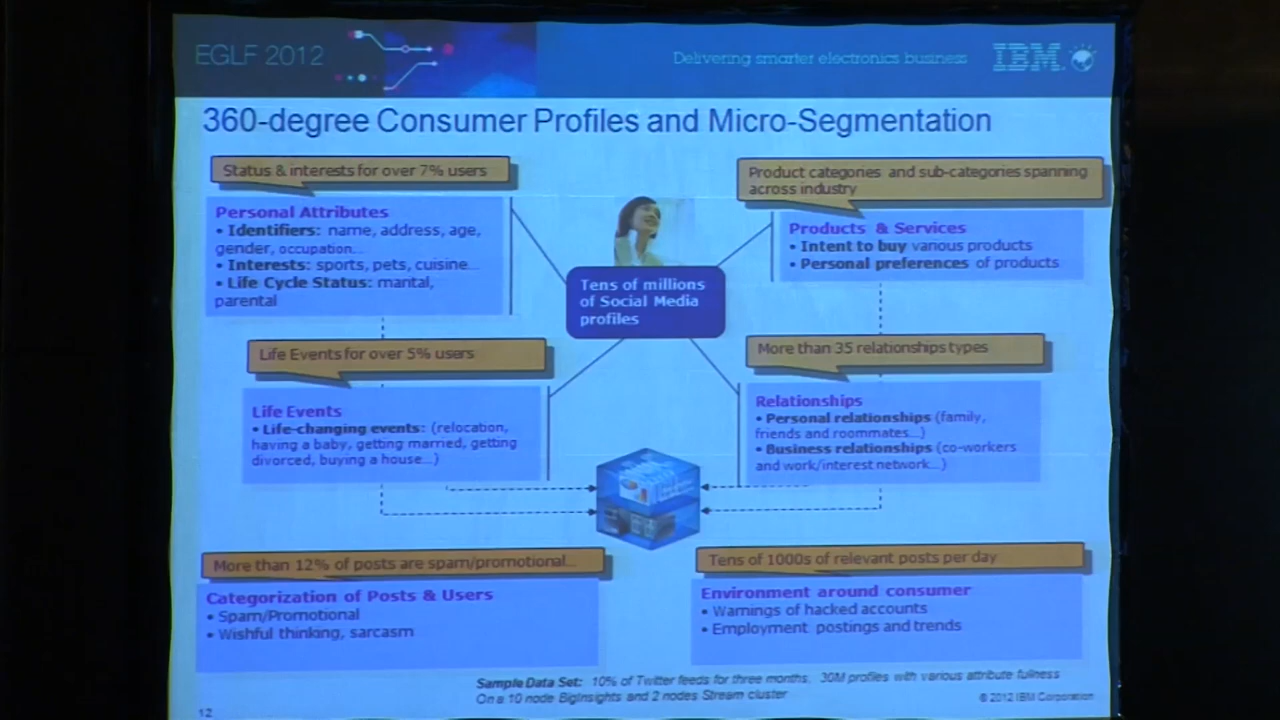 EGLF 2012
Delivering smarter electronics business
IBM
360-degree Consumer Profiles and Micro-Segmentation
Status & interests for over 7% users
Personal Attributes
• Identifiers: name, address, age,
gender, occupation...
• Interests: sports, pets, cuisine...
• Life Cycle Status: marital,
parental
Product categories and sub-categories spanning
across industry
Products & Services
• Intent to buy various products
• Personal preferences of products
Tens of millions
of Social Media
profiles
Life Events for over 5% users
Life Events
• Life-changing events: (relocation,
having a baby, getting married, getting
divorced, buying a house...)
More than 35 relationships types
Relationships
• Personal relationships (family,
friends and roommates...)
• Business relationships (co-workers
and work/interest network...)
More than 12% of posts are spam/promotional...
Categorization of Posts & Users
• Spam/Promotional
• Wishful thinking, sarcasm
Tens of 1000s of relevant posts per day
Environment around consumer
• Warnings of hacked accounts
• Employment postings and trends
Sample Data Set: 10% of Twitter feeds for three months. 30M profiles with various attribute fullness
On a 10 node BigInsights and 2 nodes Stream cluster
© 2012 IBM Corporation
12